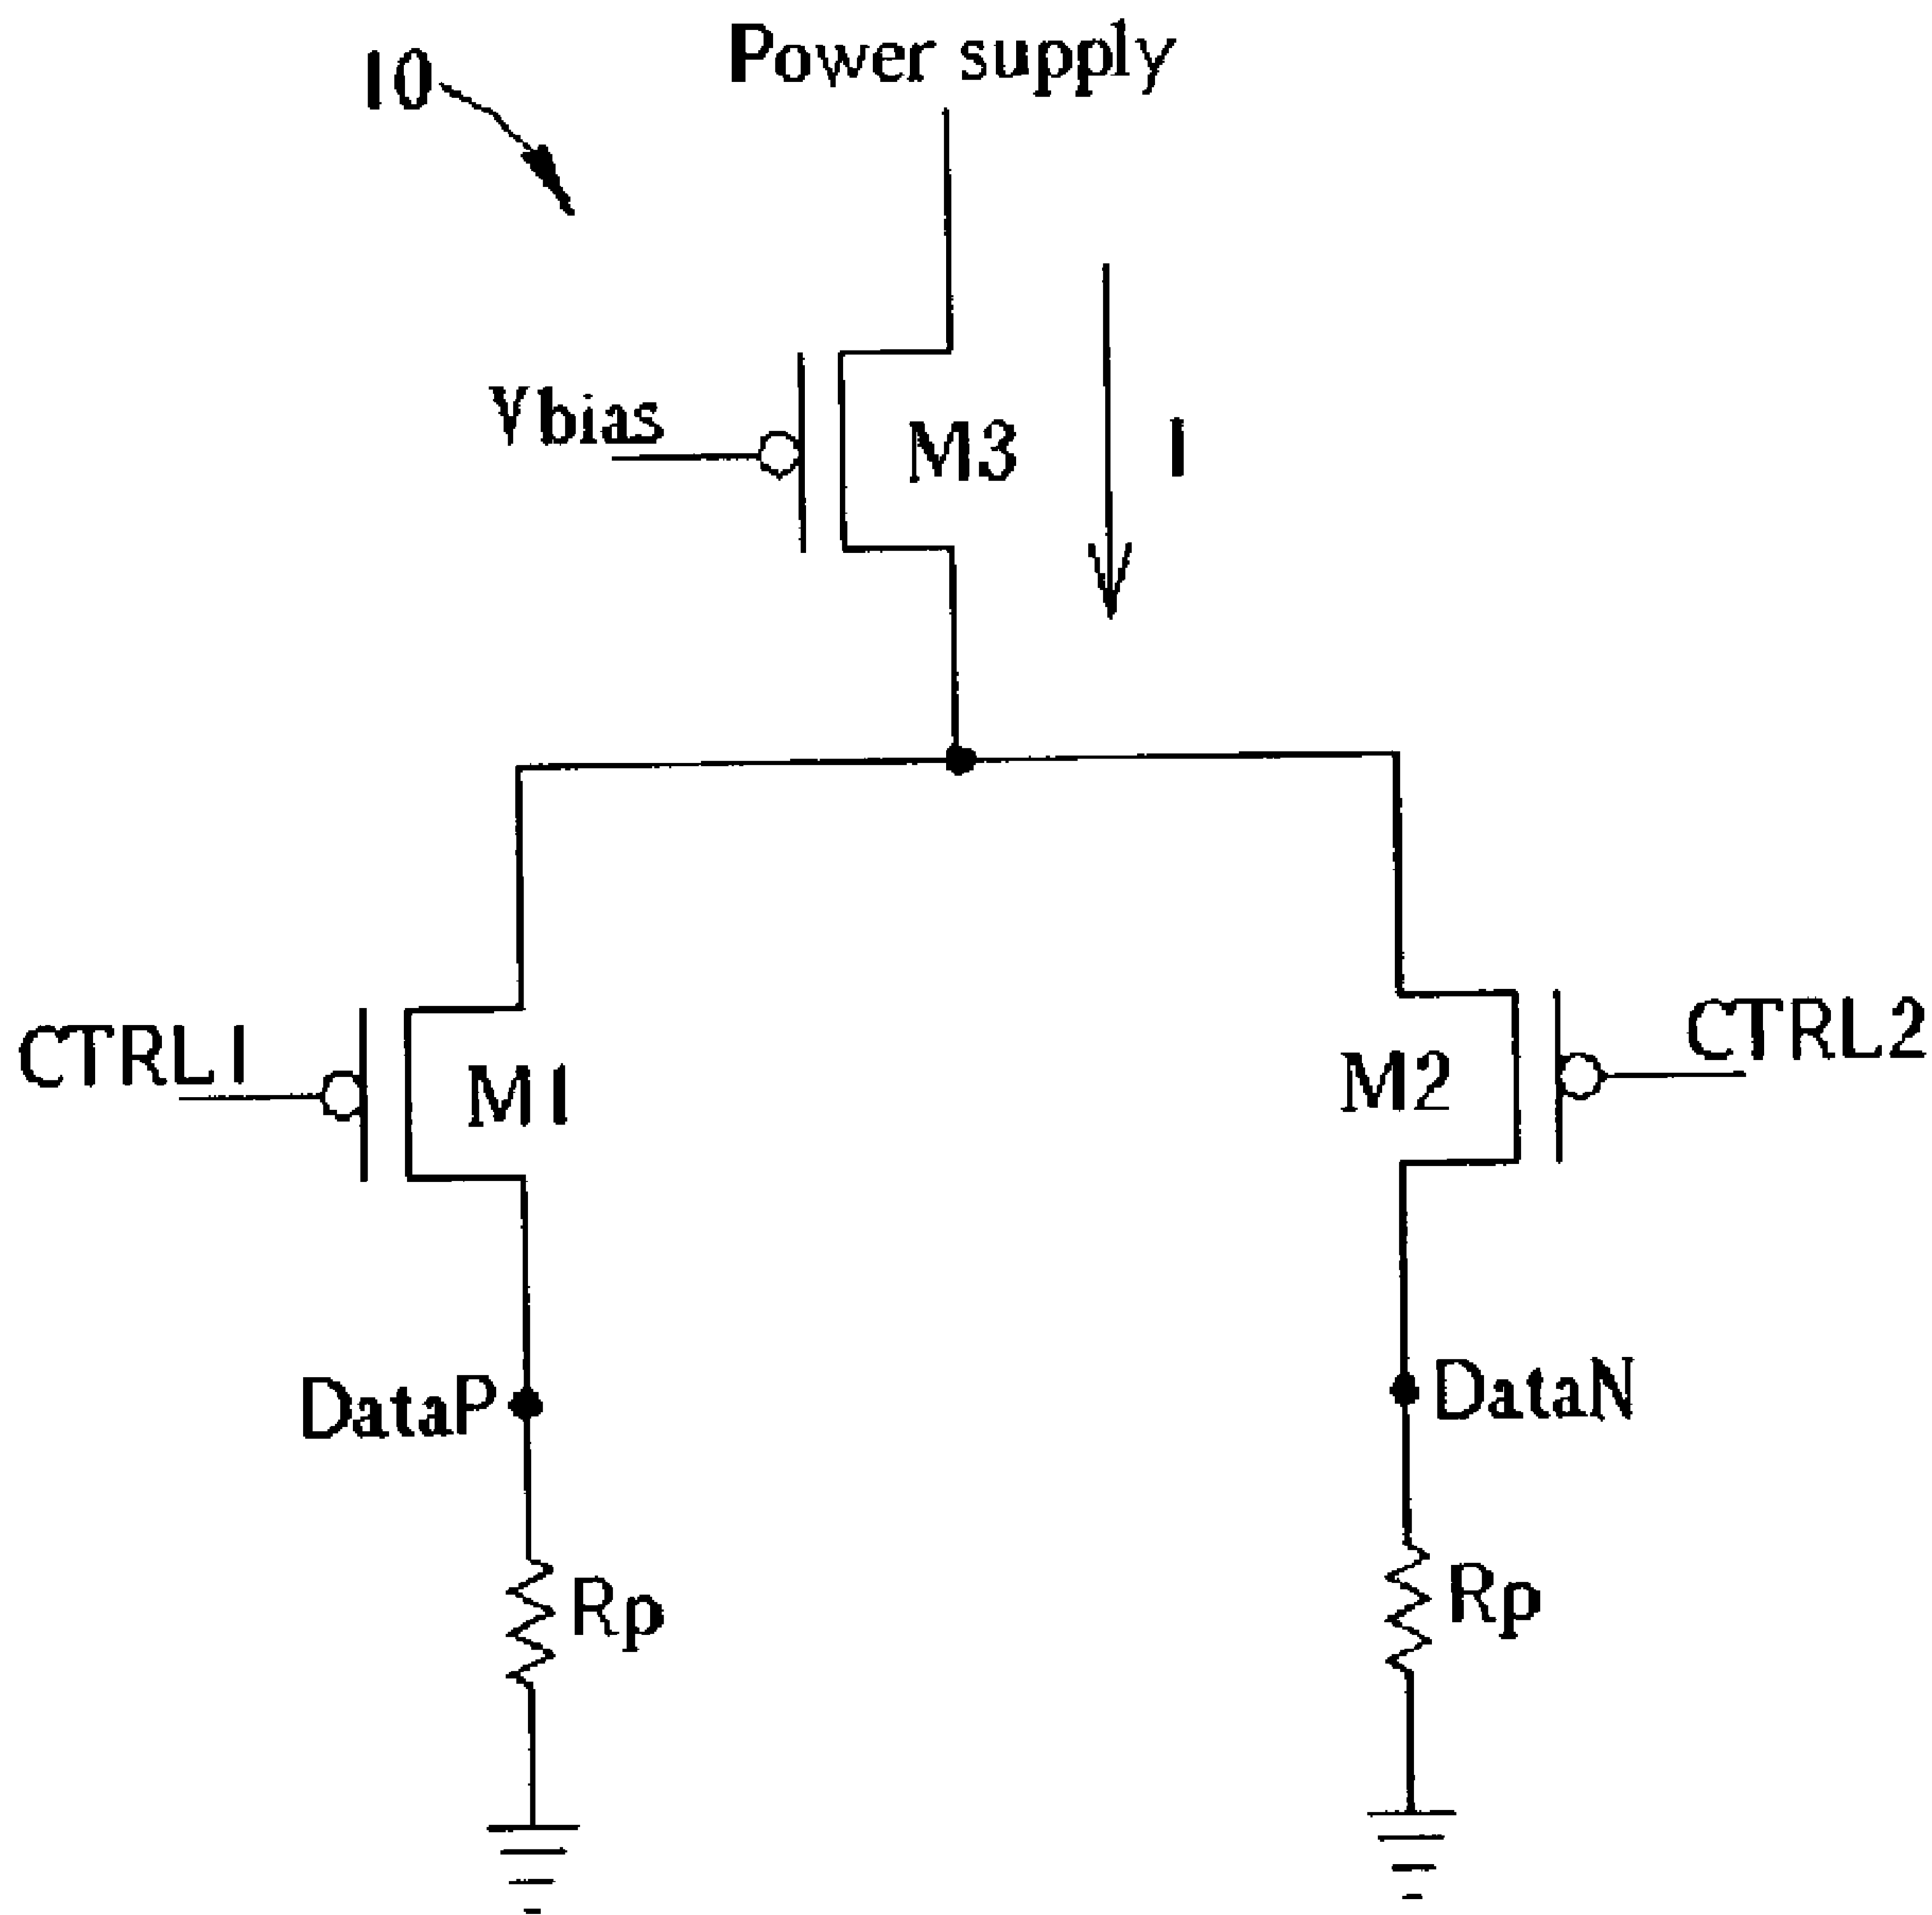 Power supply
10
Vbias
M3
I
CTRL1
M1
M2
CTRL2
DataP
DataN
Rp
Rp